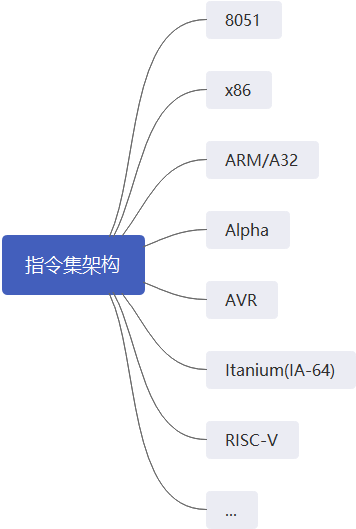 8051
x86
ARM/A32
Alpha
指令集架构
AVR
Itanium(IA-64)
RISC-V
...